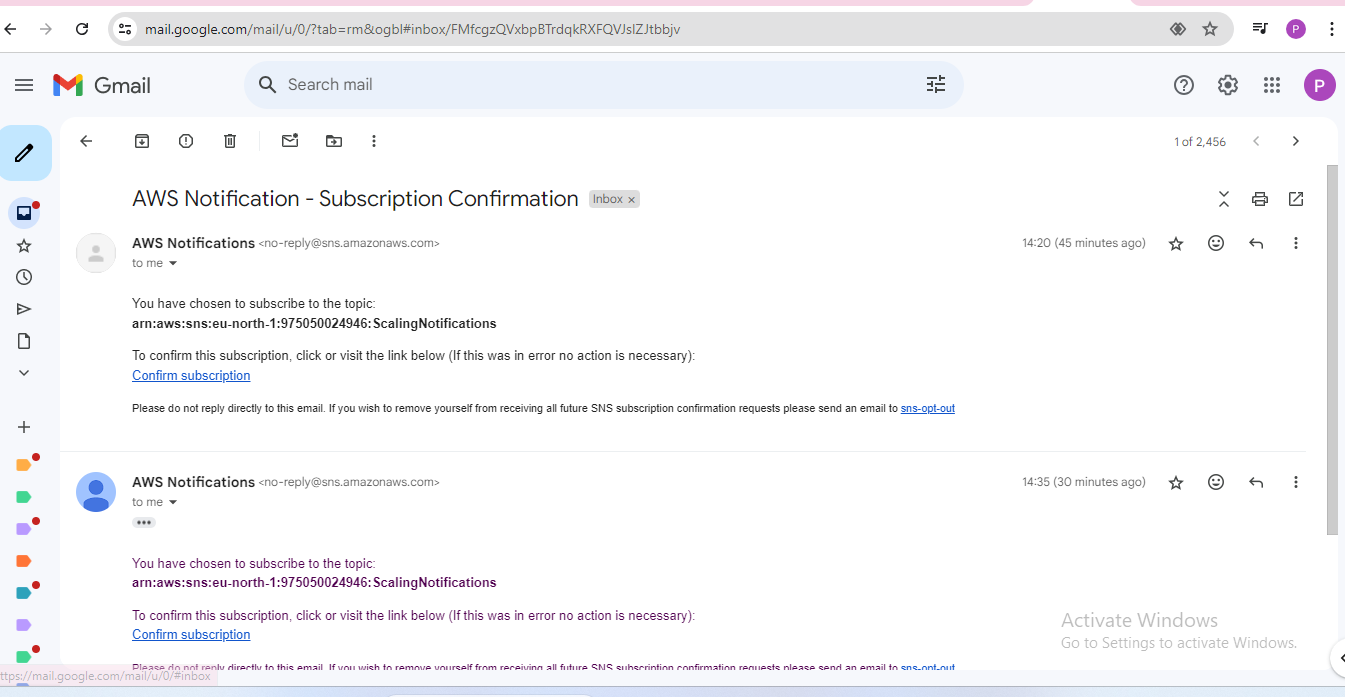 mail.google.com/mail/u/0/?tab=rm&ogbl#inbox/FMfcgzQVxbpBTrdqkRXFQVJsIZJtbbjv
P
Gmail
Search mail
P
1 of 2,456
AWS Notification - Subscription Confirmation Inbox x
AWS Notifications <no-reply@sns.amazonaws.com>
14:20 (45 minutes ago)
to me
You have chosen to subscribe to the topic:
arn:aws:sns:eu-north-1:975050024946:ScalingNotifications
To confirm this subscription, click or visit the link below (If this was in error no action is necessary):
Confirm subscription
Please do not reply directly to this email. If you wish to remove yourself from receiving all future SNS subscription confirmation requests please send an email to sns-opt-out
AWS Notifications <no-reply@sns.amazonaws.com>
14:35 (30 minutes ago)
to me
You have chosen to subscribe to the topic:
arn:aws:sns:eu-north-1:975050024946:ScalingNotifications
To confirm this subscription, click or visit the link below (If this was in error no action is necessary):
Confirm subscription
Please do not reply directly to this email. If you wish to remove yourself from receiving all future SNS subscription confirmation requests please send an email to sns-opt-out
Activate Windows
Go to Settings to activate Windows.
ttps://mail.google.com/mail/u/0/#inbox